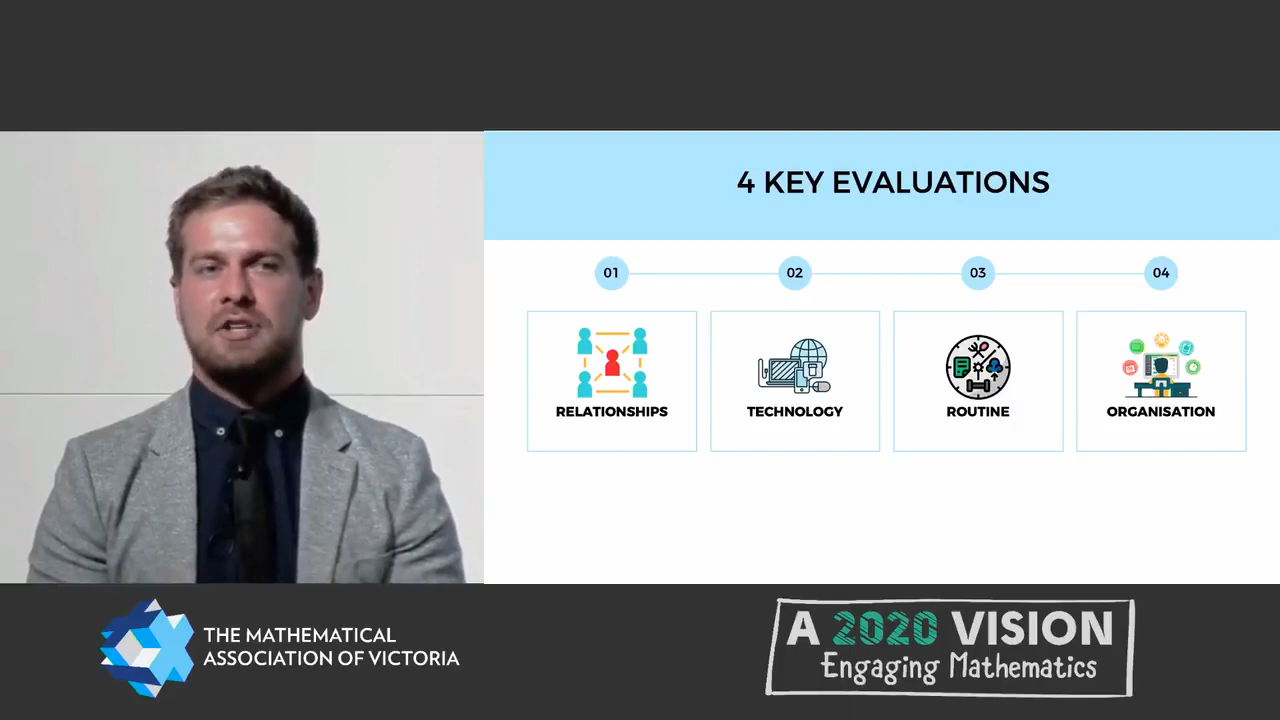 4 KEY EVALUATIONS
01
02
03
04
RELATIONSHIPS
TECHNOLOGY
ROUTINE
ORGANISATION
THE MATHEMATICAL
ASSOCIATION OF VICTORIA
A 2020 VISION
Engaging Mathematics